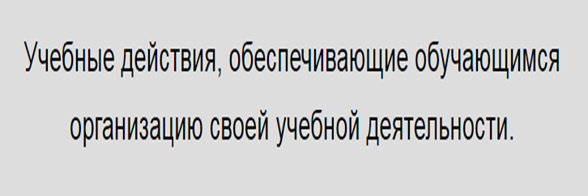 Учебные действия, обеспечивающие обучающимся
организацию своей учебной деятельности.